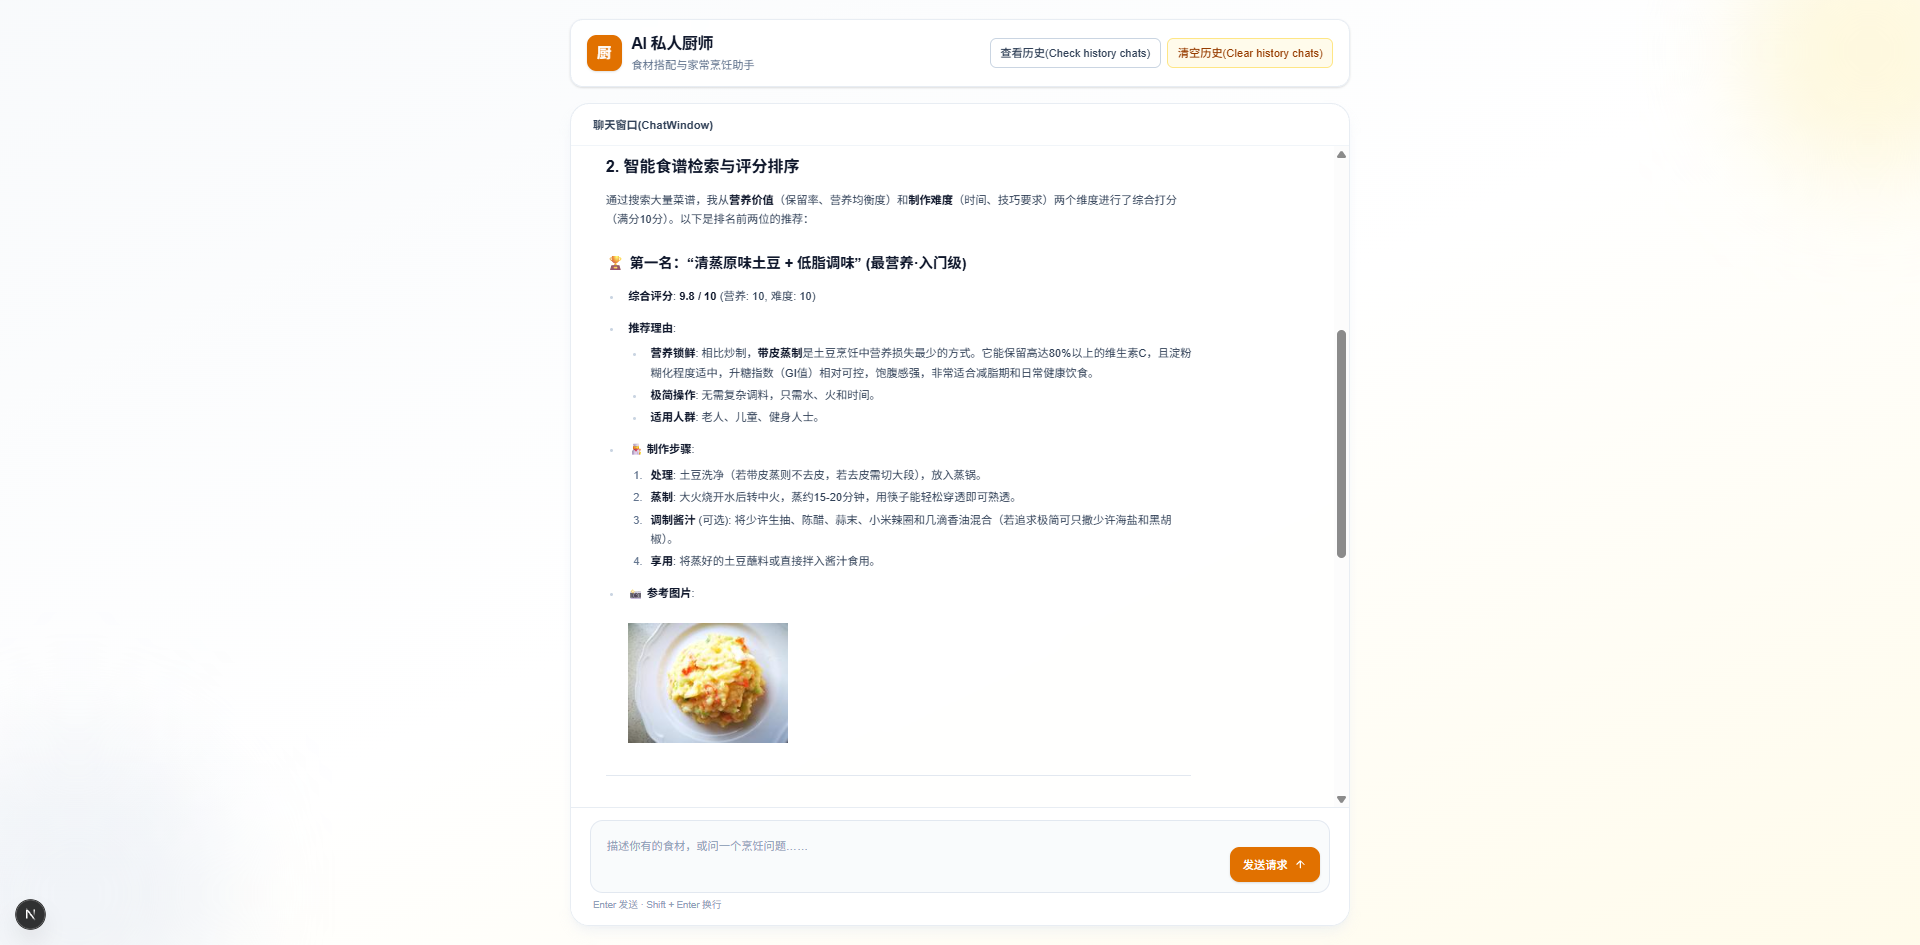 厨
AI 私人厨师
食材搭配与家常烹饪助手
查看历史(Check history chats)
清空历史(Clear history chats)
聊天窗口(ChatWindow)
2. 智能食谱检索与评分排序
通过搜索大量菜谱，我从营养价值（保留率、营养均衡度）和制作难度（时间、技巧要求）两个维度进行了综合打分
（满分10分）。以下是排名前两位的推荐：
🏆 第一名：“清蒸原味土豆 + 低脂调味” (最营养·入门级)
综合评分: 9.8 / 10 (营养: 10, 难度: 10)
推荐理由:
营养锁鲜: 相比炒制，带皮蒸制是土豆烹饪中营养损失最少的方式。它能保留高达80%以上的维生素C，且淀粉
糊化程度适中，升糖指数（GI值）相对可控，饱腹感强，非常适合减脂期和日常健康饮食。
极简操作: 无需复杂调料，只需水、火和时间。
适用人群: 老人、儿童、健身人士。
制作步骤:
1. 处理: 土豆洗净（若带皮蒸则不去皮，若去皮需切大段），放入蒸锅。
2. 蒸制: 大火烧开水后转中火，蒸约15-20分钟，用筷子能轻松穿透即可熟透。
3. 调制酱汁 (可选): 将少许生抽、陈醋、蒜末、小米辣圈和几滴香油混合（若追求极简可只撒少许海盐和黑胡
椒）。
4. 享用: 将蒸好的土豆蘸料或直接拌入酱汁食用。
📷 参考图片:
描述你有的食材，或问一个烹饪问题……
发送请求 ↑
Enter 发送 · Shift + Enter 换行
N